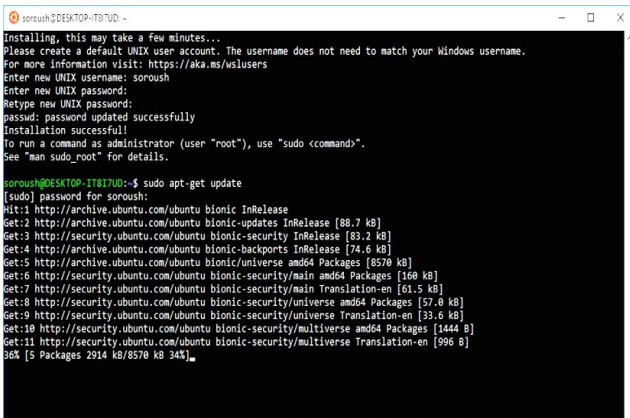 soroush@DESKTOP-IT8I7UD: ~
Installing, this may take a few minutes...
Please create a default UNIX user account. The username does not need to match your Windows username.
For more information visit: https://aka.ms/wslusers
Enter new UNIX username: soroush
Enter new UNIX password:
Retype new UNIX password:
passwd: password updated successfully
Installation successful!
To run a command as administrator (user "root"), use "sudo <command>".
See "man sudo_root" for details.
soroush@DESKTOP-IT8I7UD:~$ sudo apt-get update
[sudo] password for soroush:
Hit:1 http://archive.ubuntu.com/ubuntu bionic InRelease
Get:2 http://archive.ubuntu.com/ubuntu bionic-updates InRelease [88.7 kB]
Get:3 http://security.ubuntu.com/ubuntu bionic-security InRelease [83.2 kB]
Get:4 http://archive.ubuntu.com/ubuntu bionic-backports InRelease [74.6 kB]
Get:5 http://archive.ubuntu.com/ubuntu bionic/universe amd64 Packages [8570 kB]
Get:6 http://security.ubuntu.com/ubuntu bionic-security/main amd64 Packages [160 kB]
Get:7 http://security.ubuntu.com/ubuntu bionic-security/main Translation-en [61.5 kB]
Get:8 http://security.ubuntu.com/ubuntu bionic-security/universe amd64 Packages [57.0 kB]
Get:9 http://security.ubuntu.com/ubuntu bionic-security/universe Translation-en [33.6 kB]
Get:10 http://security.ubuntu.com/ubuntu bionic-security/multiverse amd64 Packages [1444 B]
Get:11 http://security.ubuntu.com/ubuntu bionic-security/multiverse Translation-en [996 B]
36% [5 Packages 2914 kB/8570 kB 34%]